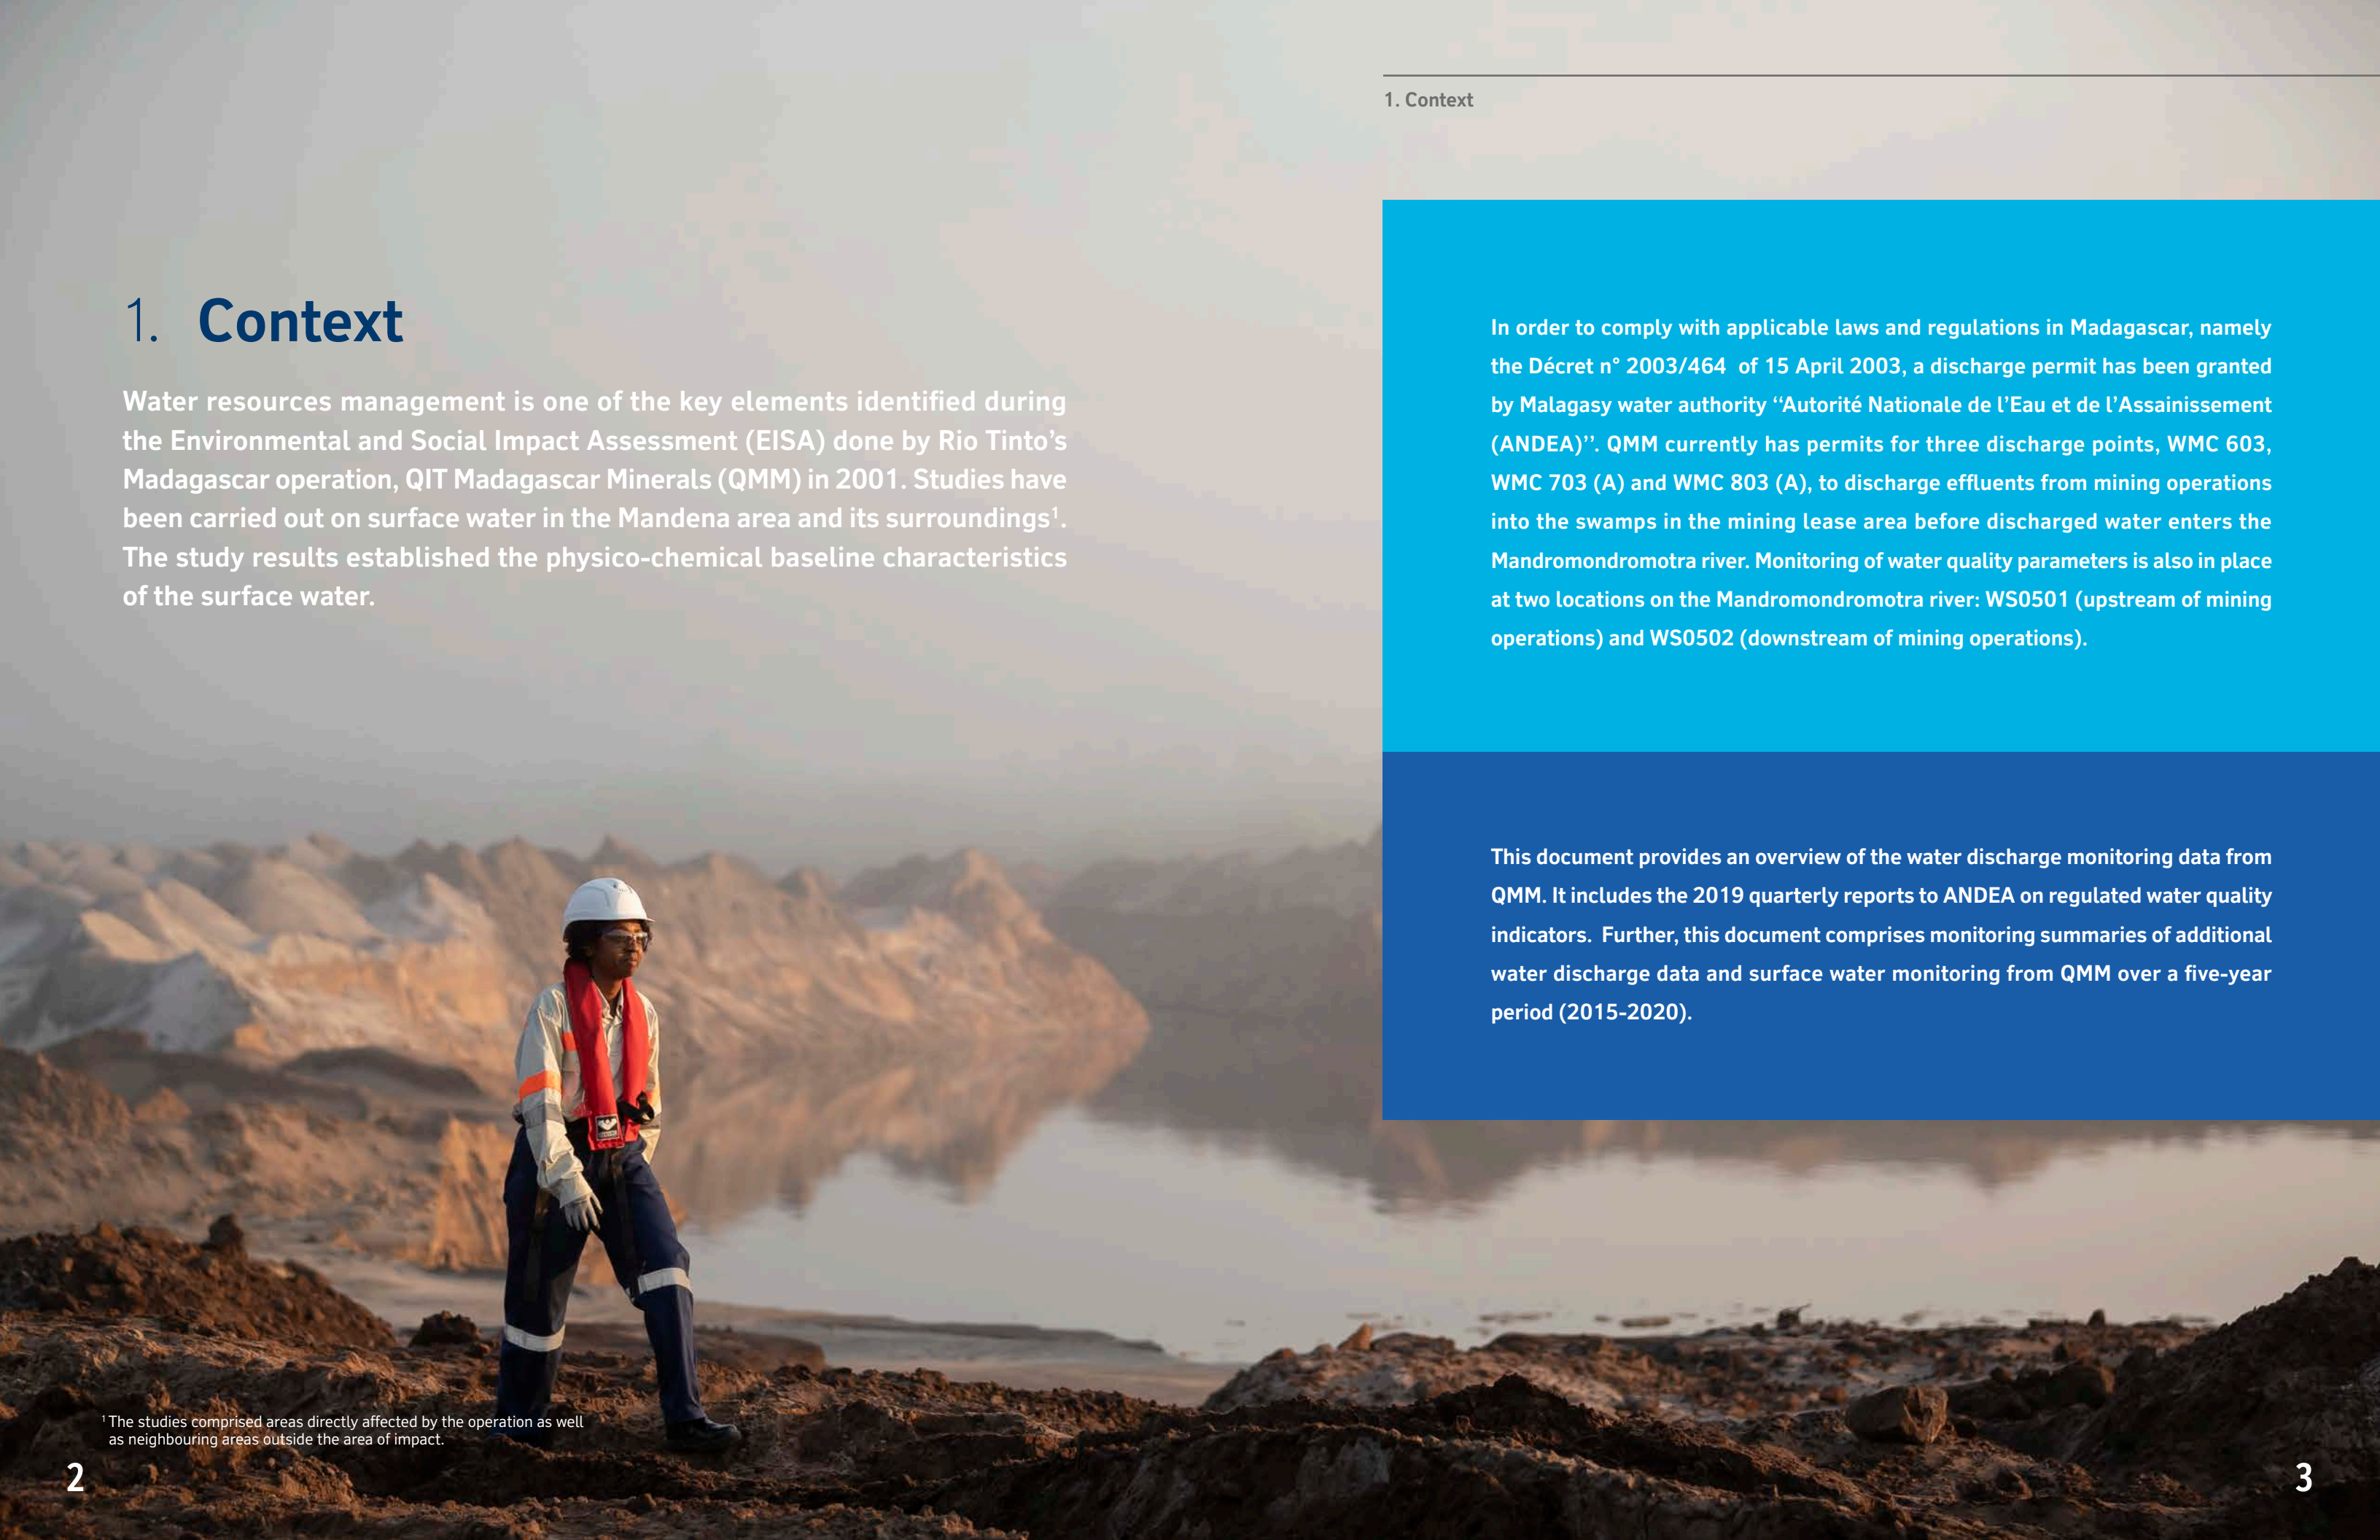 1. Context
Water resources management is one of the key elements identified during
the Environmental and Social Impact Assessment (EISA) done by Rio Tinto's
Madagascar operation, QIT Madagascar Minerals (QMM) in 2001. Studies have
been carried out on surface water in the Mandena area and its surroundings¹.
The study results established the physico-chemical baseline characteristics
of the surface water.
¹ The studies comprised areas directly affected by the operation as well
as neighbouring areas outside the area of impact.
2
1. Context
In order to comply with applicable laws and regulations in Madagascar, namely
the Décret n° 2003/464 of 15 April 2003, a discharge permit has been granted
by Malagasy water authority ‘‘Autorité Nationale de l’Eau et de l’Assainissement
(ANDEA)’’. QMM currently has permits for three discharge points, WMC 603,
WMC 703 (A) and WMC 803 (A), to discharge effluents from mining operations
into the swamps in the mining lease area before discharged water enters the
Mandromondromotra river. Monitoring of water quality parameters is also in place
at two locations on the Mandromondromotra river: WS0501 (upstream of mining
operations) and WS0502 (downstream of mining operations).
This document provides an overview of the water discharge monitoring data from
QMM. It includes the 2019 quarterly reports to ANDEA on regulated water quality
indicators. Further, this document comprises monitoring summaries of additional
water discharge data and surface water monitoring from QMM over a five-year
period (2015-2020).
3